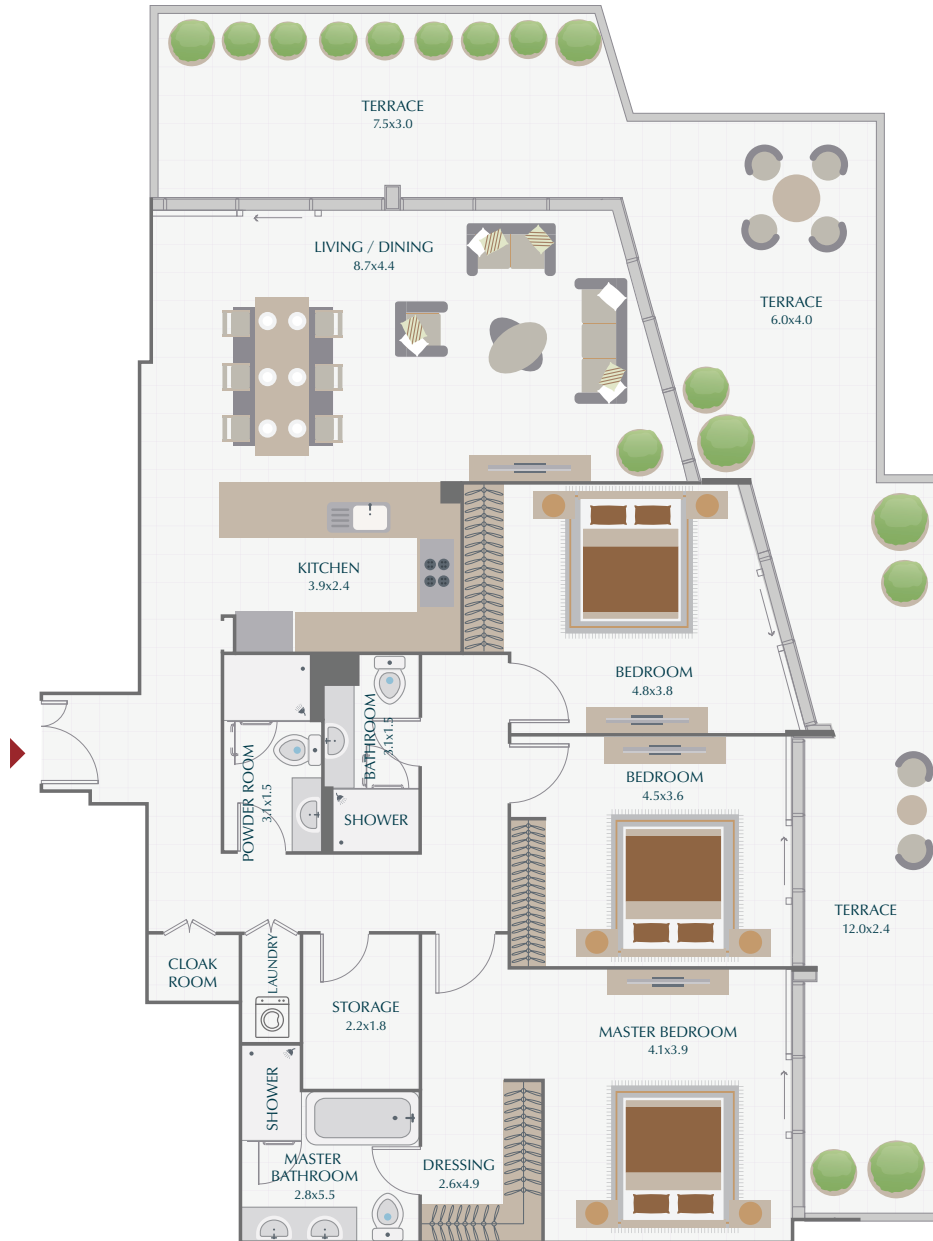 TERRACE
7.5x3.0
LIVING / DINING
8.7x4.4
TERRACE
6.0x4.0
KITCHEN
3.9x2.4
BEDROOM
4.8x3.8
BATHROOM
3.1x1.5
POWDER ROOM
3.1x1.5
SHOWER
BEDROOM
4.5x3.6
TERRACE
12.0x2.4
CLOAK
ROOM
LAUNDRY
STORAGE
2.2x1.8
MASTER BEDROOM
4.1x3.9
SHOWER
MASTER
BATHROOM
2.8x5.5
DRESSING
2.6x4.9